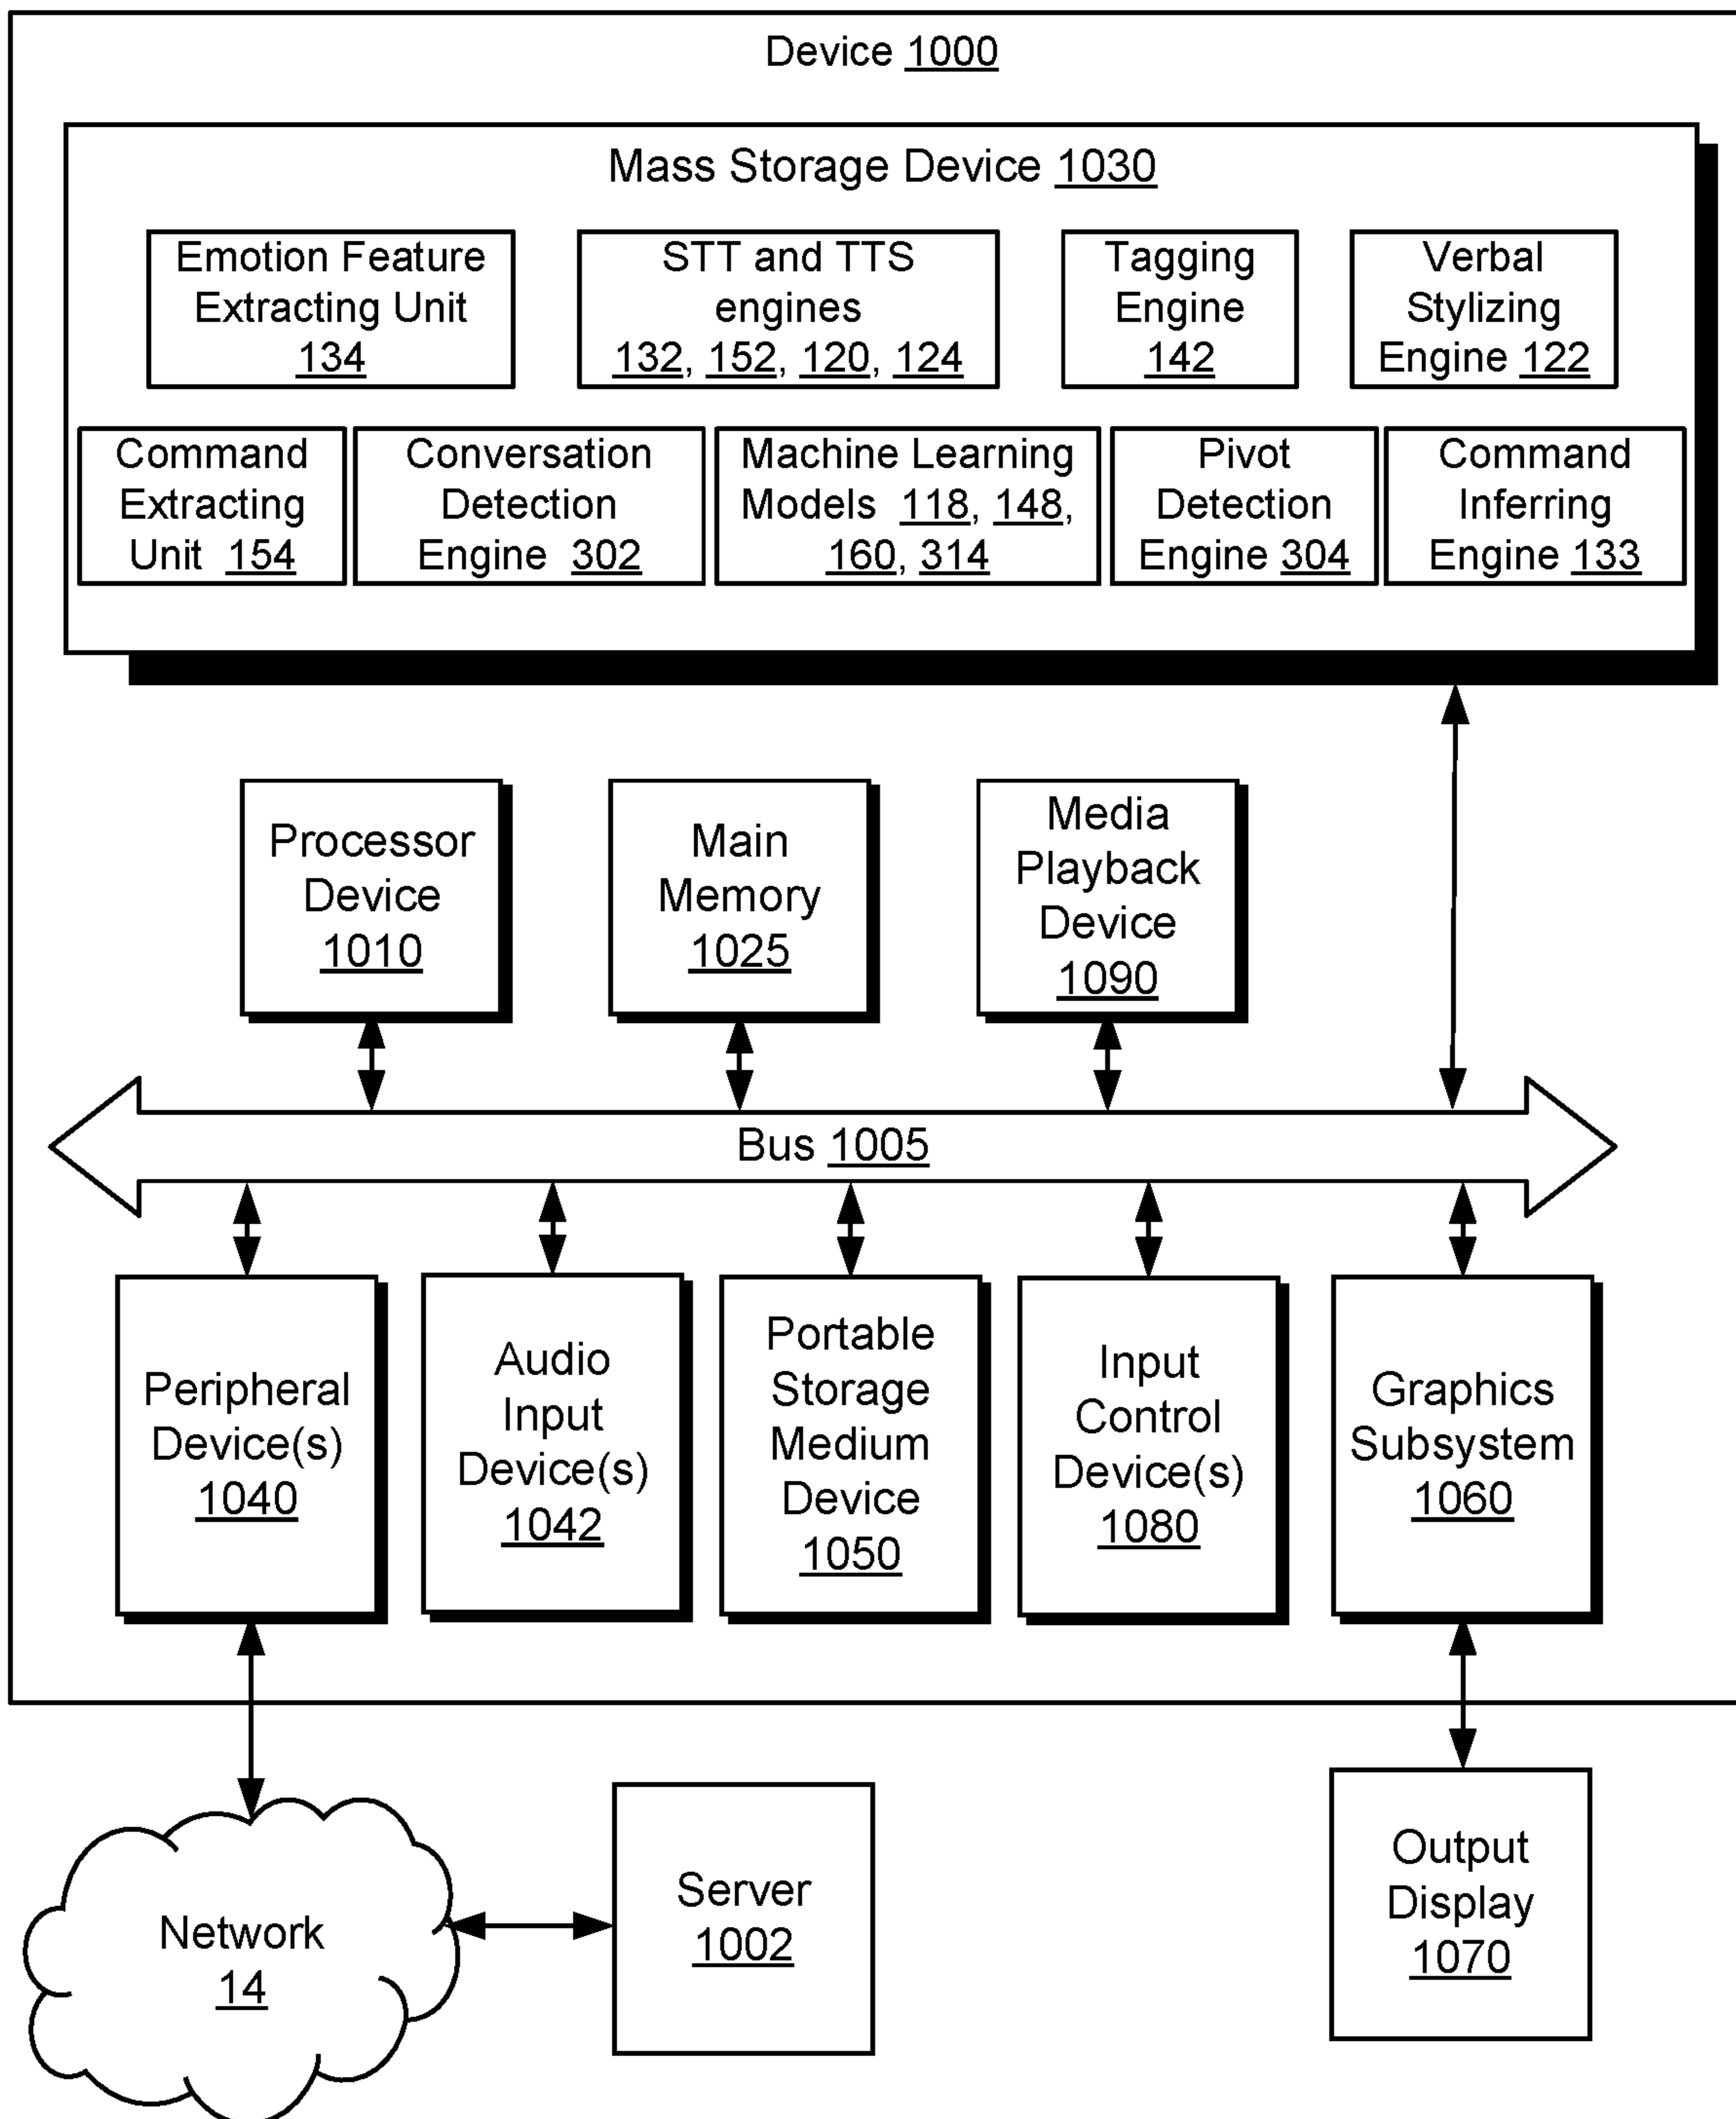 Device 1000
Mass Storage Device 1030
Emotion Feature
Extracting Unit
134
STT and TTS
engines
132, 152, 120, 124
Tagging
Engine
142
Verbal
Stylizing
Engine 122
Command
Extracting
Unit 154
Conversation
Detection
Engine 302
Machine Learning
Models 118, 148,
160, 314
Pivot
Detection
Engine 304
Command
Inferring
Engine 133
Processor
Device
1010
Main
Memory
1025
Media
Playback
Device
1090
Bus 1005
Peripheral
Device(s)
1040
Audio
Input
Device(s)
1042
Portable
Storage
Medium
Device
1050
Input
Control
Device(s)
1080
Graphics
Subsystem
1060
Network
14
Server
1002
Output
Display
1070